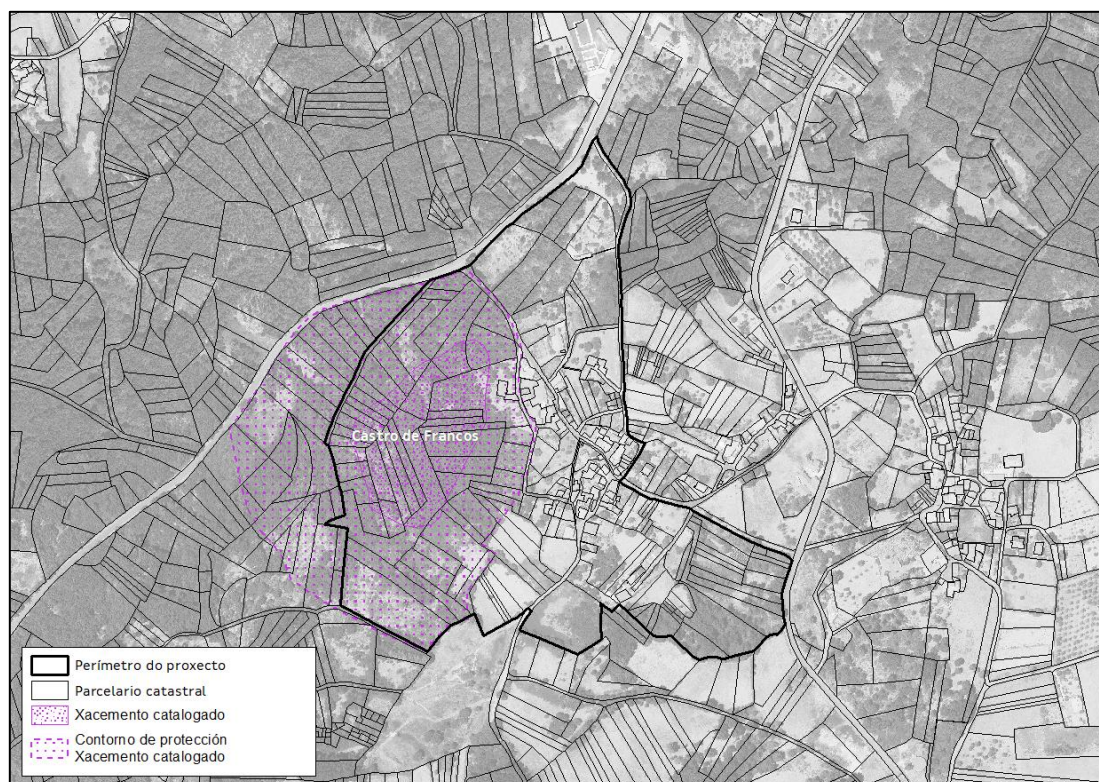 Castro de Francos
Perímetro do proxecto
Parcelario catastral
Xacemento catalogado
Contorno de protección
Xacemento catalogado